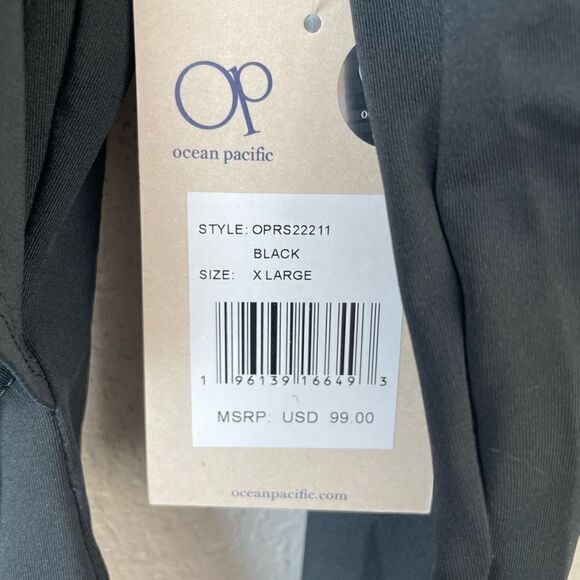 Op
ocean pacific
STYLE: OPRS22211
BLACK
SIZE: X LARGE
1 96139 16649 3
MSRP: USD 99.00
oceanpacific.com